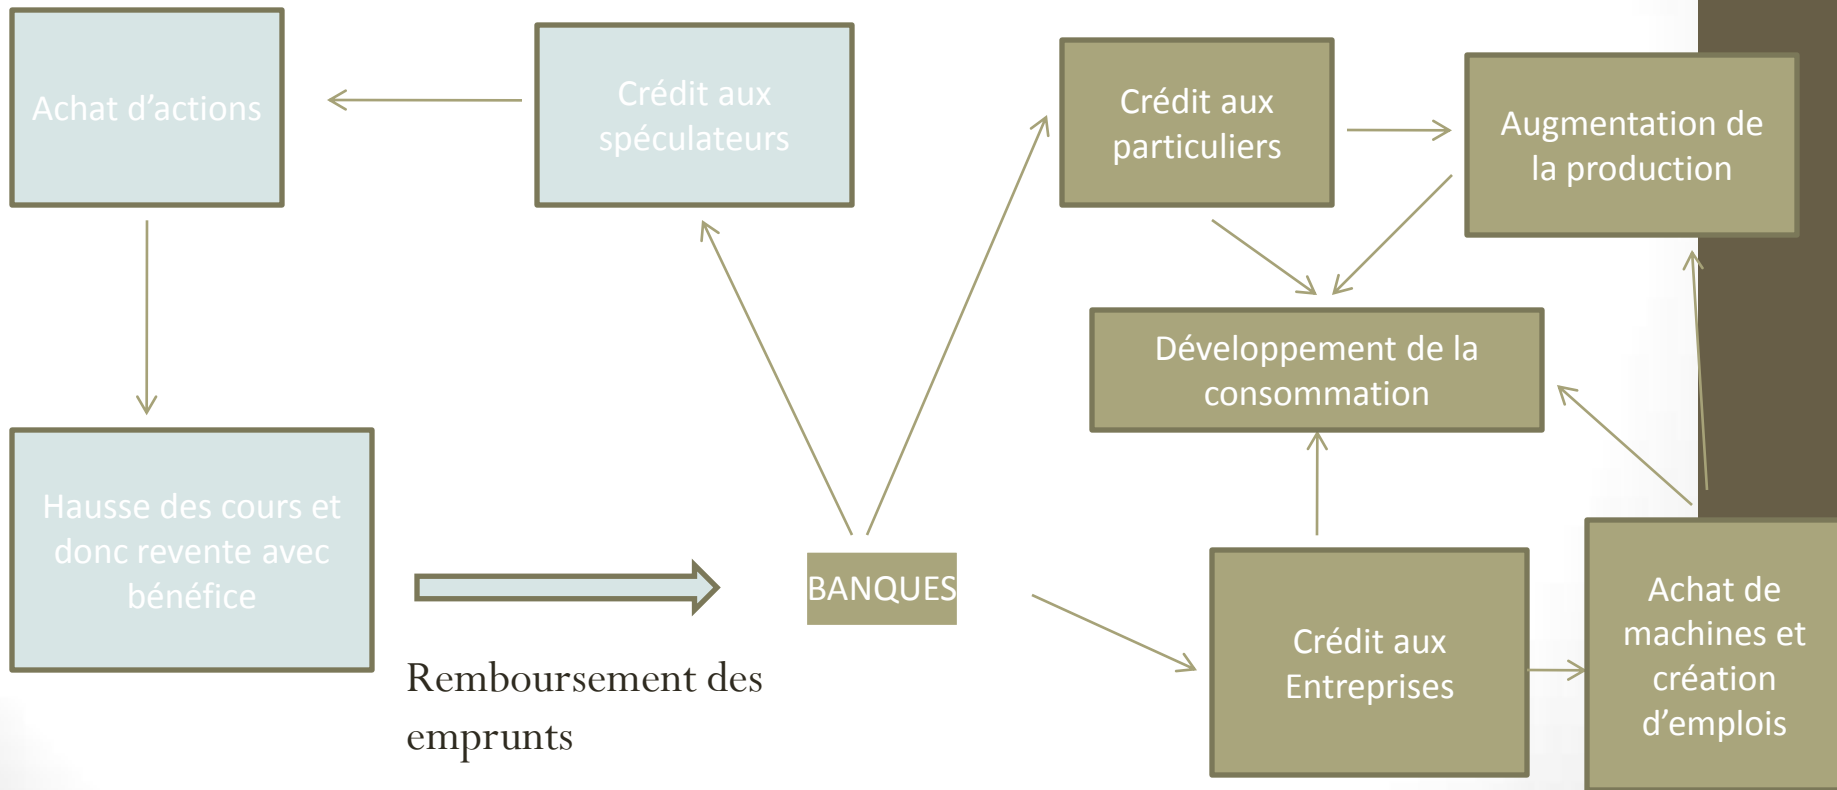 Achat d’actions
Crédit aux
spéculateurs
Crédit aux
particuliers
Augmentation de
la production
Développement de la
consommation
Hausse des cours et
donc revente avec
bénéfice
Remboursement des
emprunts
BANQUES
Crédit aux
Entreprises
Achat de
machines et
création
d’emplois